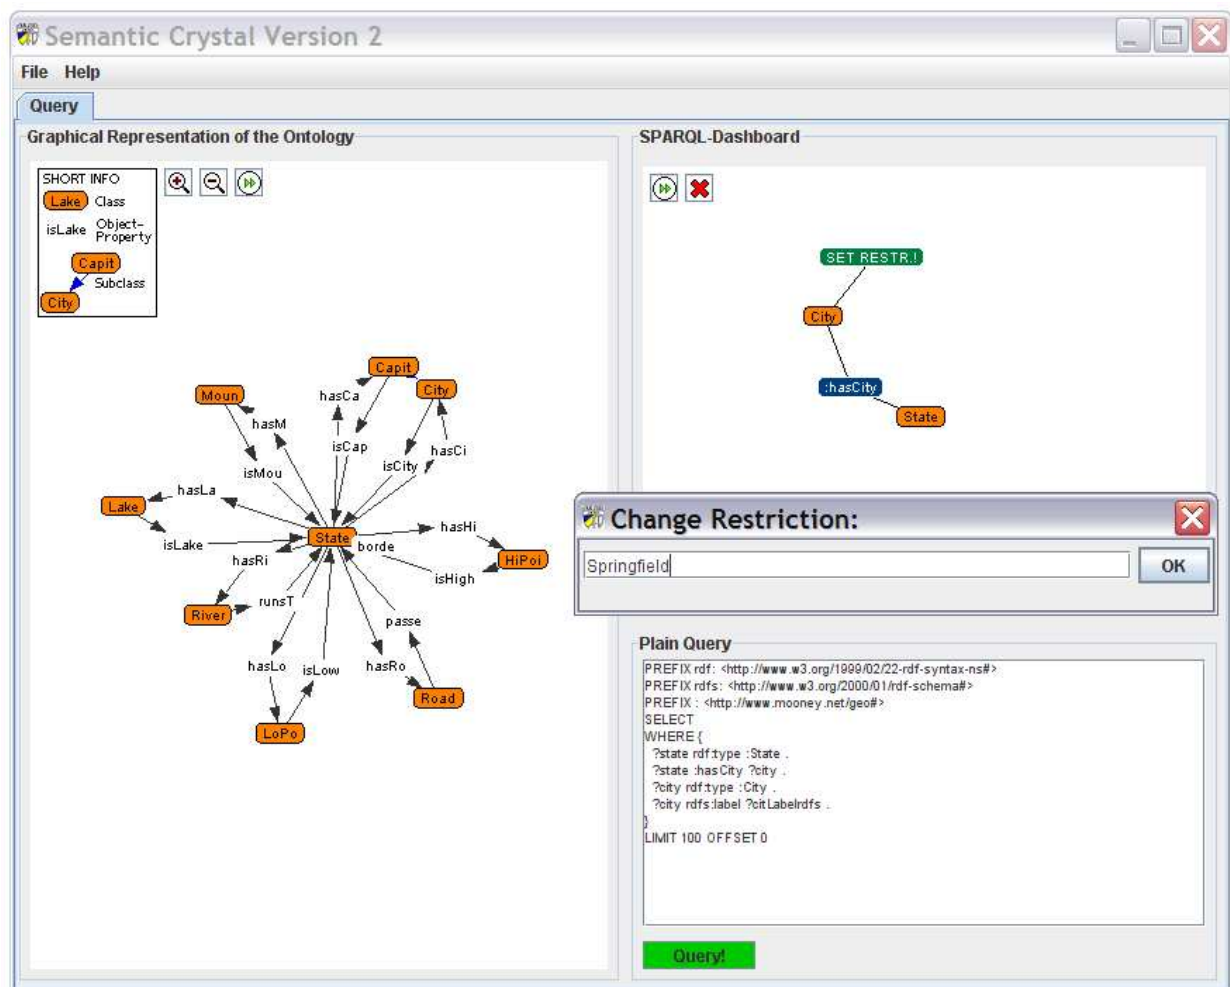 Semantic Crystal Version 2
File Help
Query
Graphical Representation of the Ontology
SHORT INFO
Lake Class
isLake Object-
Property
Capit
Subclass
City
Capit
Moun
hasCa
City
hasM
isCap
hasCi
isCity
isMou
hasLa
Lake
isLake
State
hasHi
borde
hasRi
HiPoi
isHigh
runsT
River
passe
hasLo
isLow
hasRo
Road
LoPo
SPARQL-Dashboard
SET RESTR.!
City
:hasCity
State
Change Restriction:
Springfield
OK
Plain Query
PREFIX rdf: <http://www.w3.org/1999/02/22-rdf-syntax-ns#>
PREFIX rdfs: <http://www.w3.org/2000/01/rdf-schema#>
PREFIX : <http://www.mooney.net/geo#>
SELECT
WHERE {
?state rdf:type :State .
?state :hasCity ?city .
?city rdf:type :City .
?city rdfs:label ?citLabelrdfs .
}
LIMIT 100 OFFSET 0
Query!